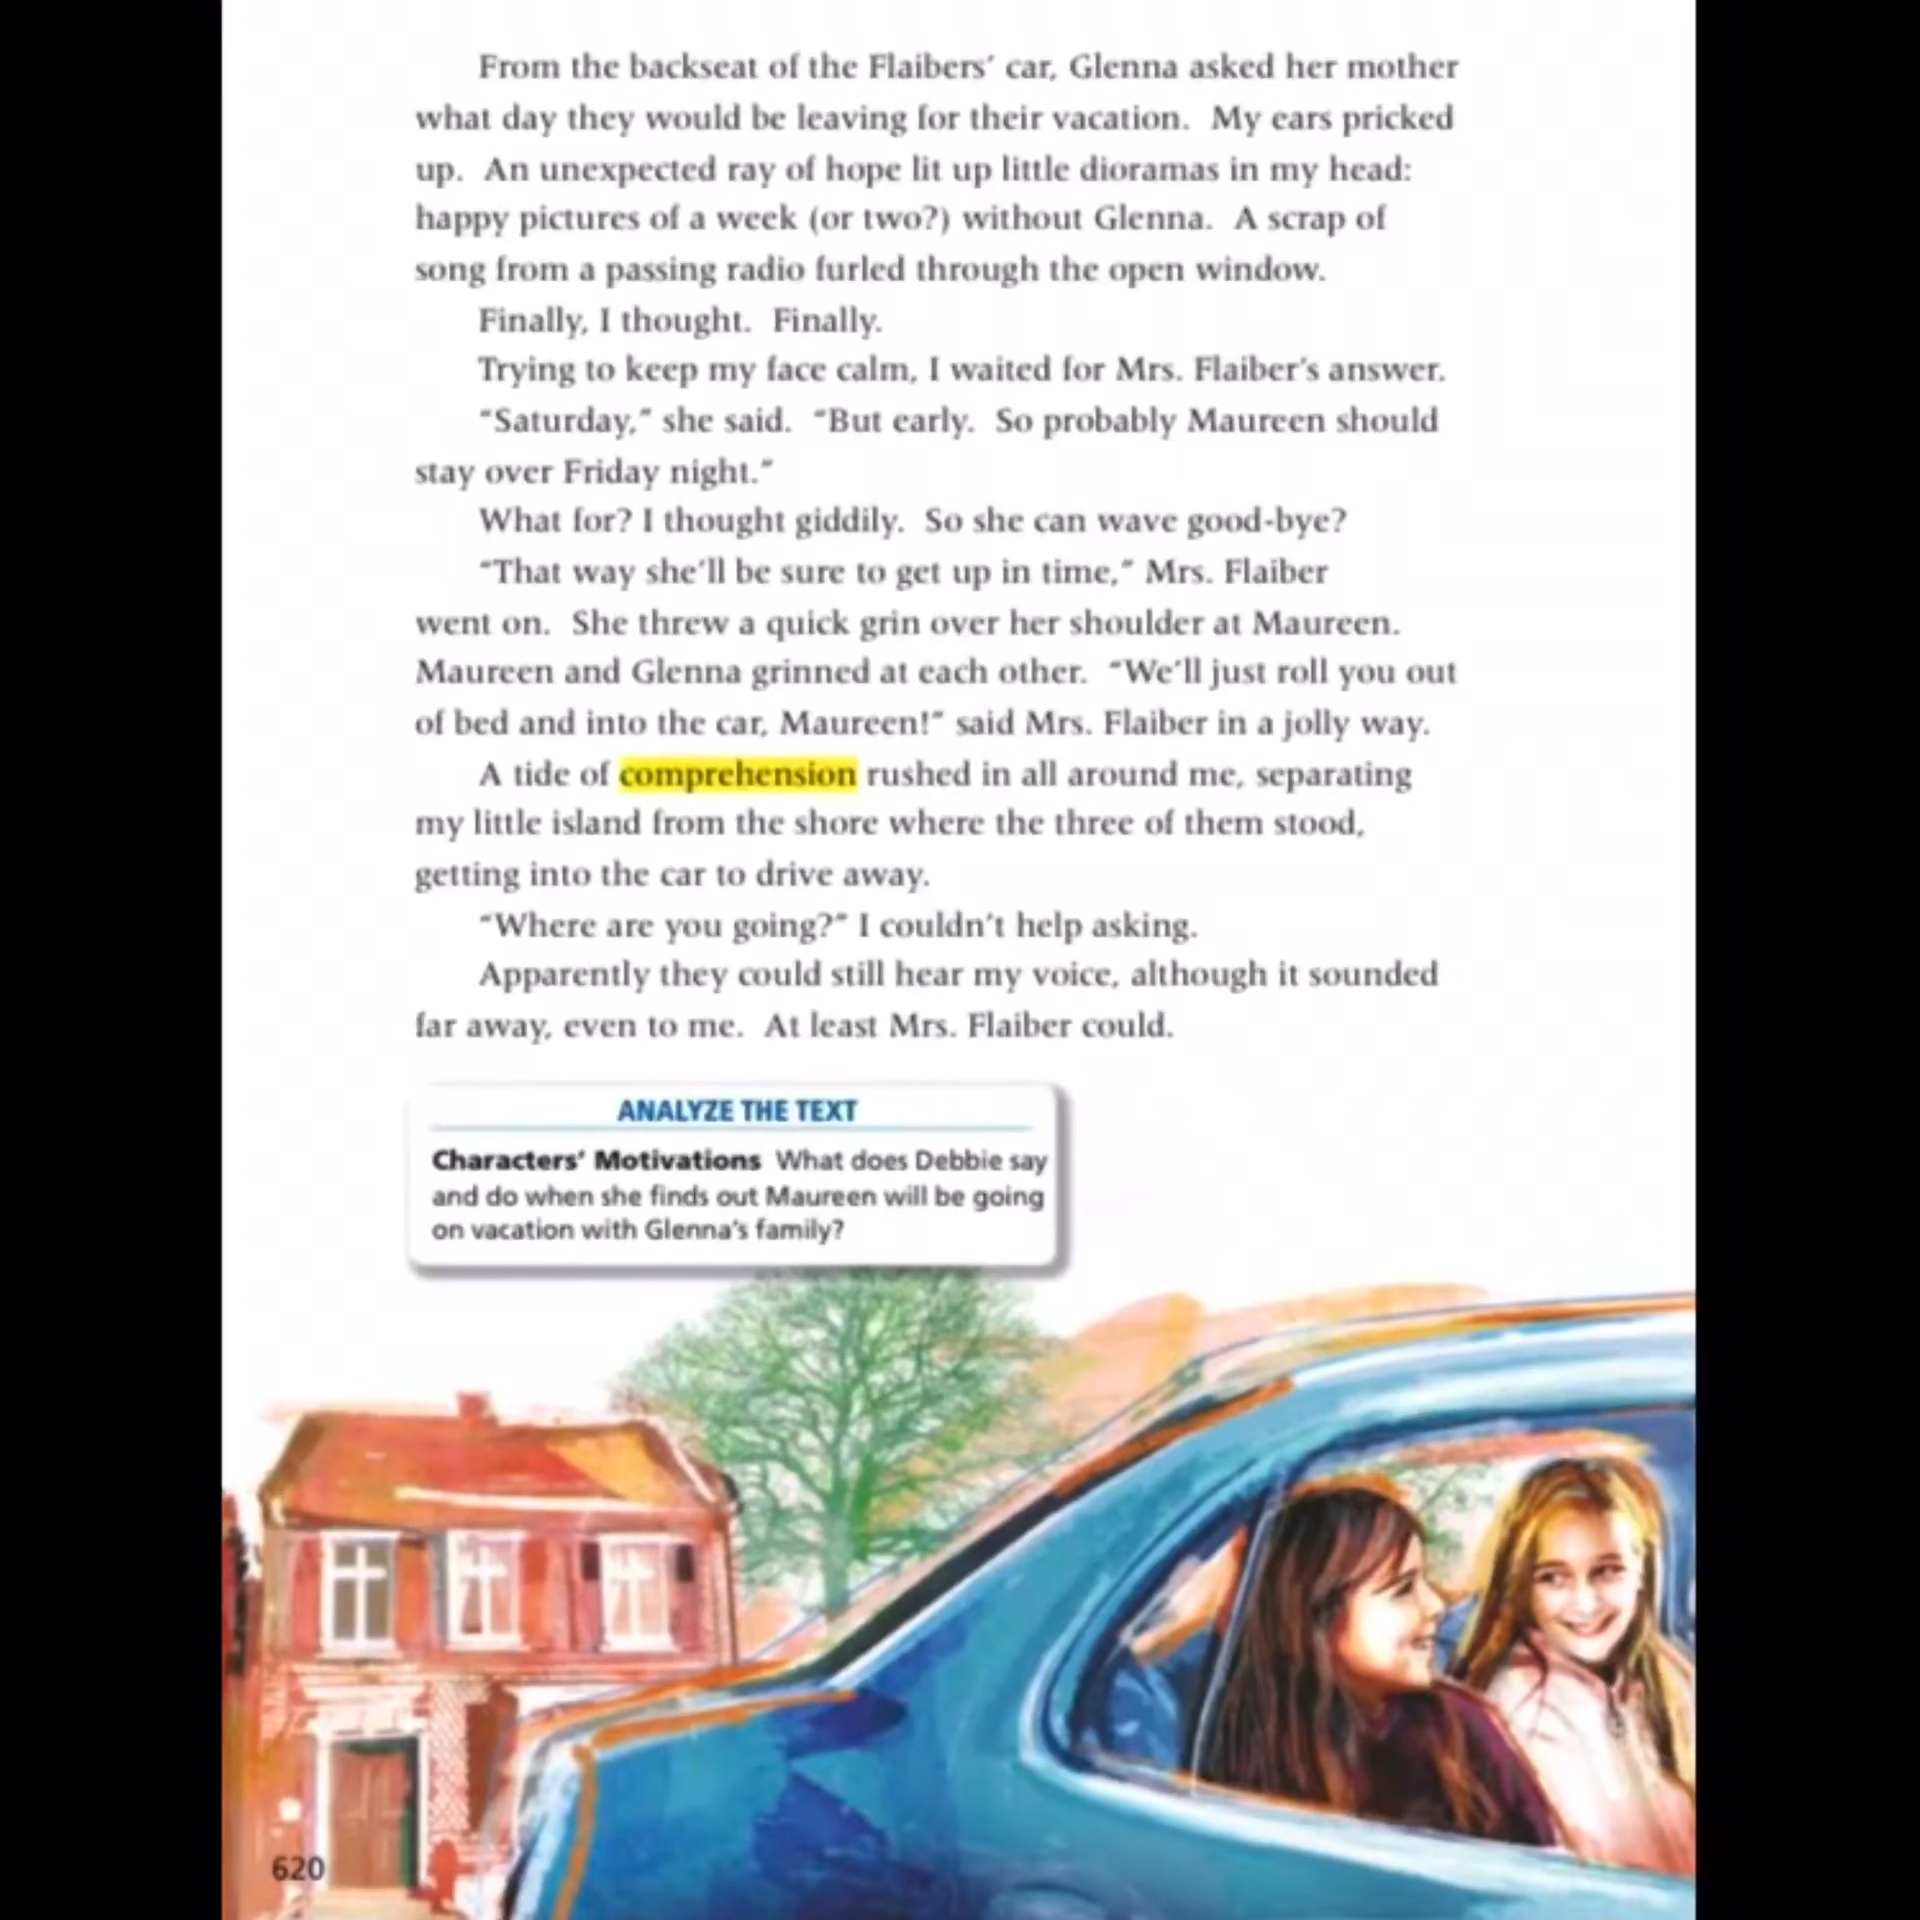 From the backseat of the Flaibers' car, Glenna asked her mother
what day they would be leaving for their vacation. My ears pricked
up. An unexpected ray of hope lit up little dioramas in my head:
happy pictures of a week (or two?) without Glenna. A scrap of
song from a passing radio furled through the open window.
Finally, I thought. Finally.
Trying to keep my face calm, I waited for Mrs. Flaiber's answer.
"Saturday," she said. "But early. So probably Maureen should
stay over Friday night."
What for? I thought giddily. So she can wave good-bye?
"That way she'll be sure to get up in time," Mrs. Flaiber
went on. She threw a quick grin over her shoulder at Maureen.
Maureen and Glenna grinned at each other. "We'll just roll you out
of bed and into the car, Maureen!" said Mrs. Flaiber in a jolly way.
A tide of comprehension rushed in all around me, separating
my little island from the shore where the three of them stood,
getting into the car to drive away.
"Where are you going?" I couldn't help asking.
Apparently they could still hear my voice, although it sounded
far away, even to me. At least Mrs. Flaiber could.
ANALYZE THE TEXT
Characters' Motivations What does Debbie say
and do when she finds out Maureen will be going
on vacation with Glenna's family?
620